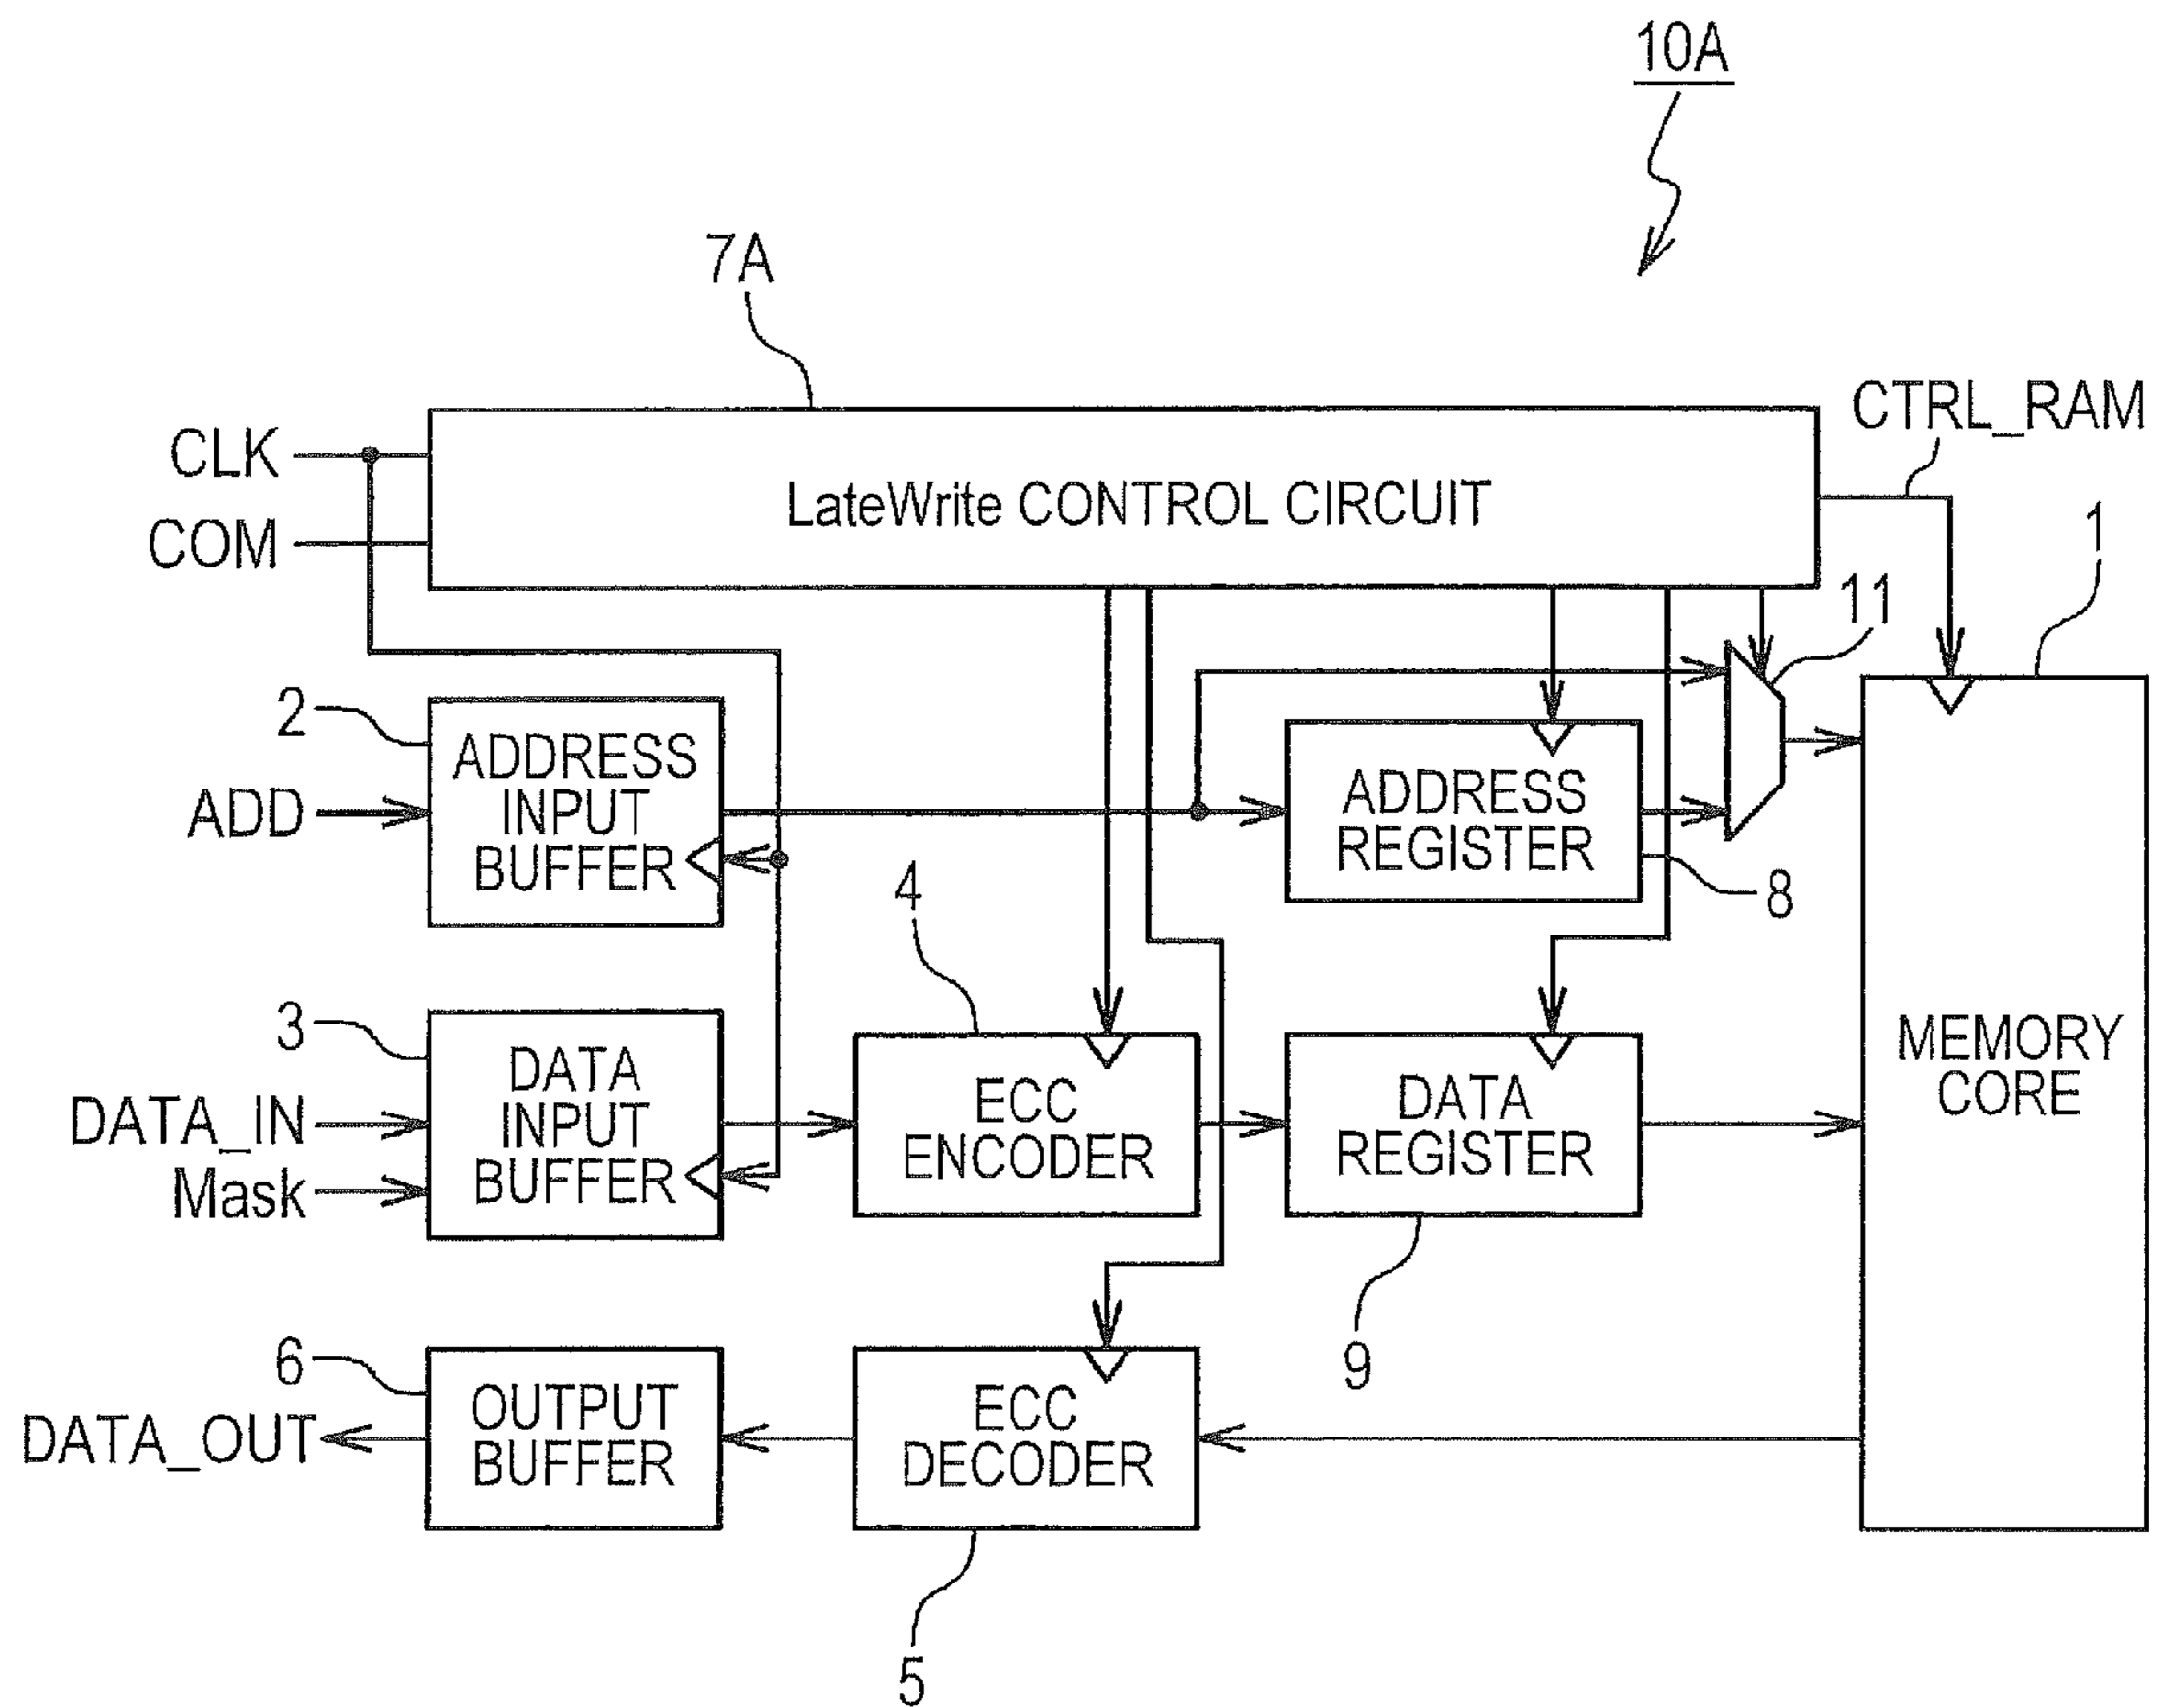 10A
7A
CTRL_RAM
CLK
LateWrite CONTROL CIRCUIT
COM
1
11
2
ADDRESS
INPUT
BUFFER
ADD
ADDRESS
REGISTER
8
4
3
DATA
INPUT
BUFFER
DATA_IN
Mask
ECC
ENCODER
DATA
REGISTER
MEMORY
CORE
9
6
OUTPUT
BUFFER
DATA_OUT
ECC
DECODER
5